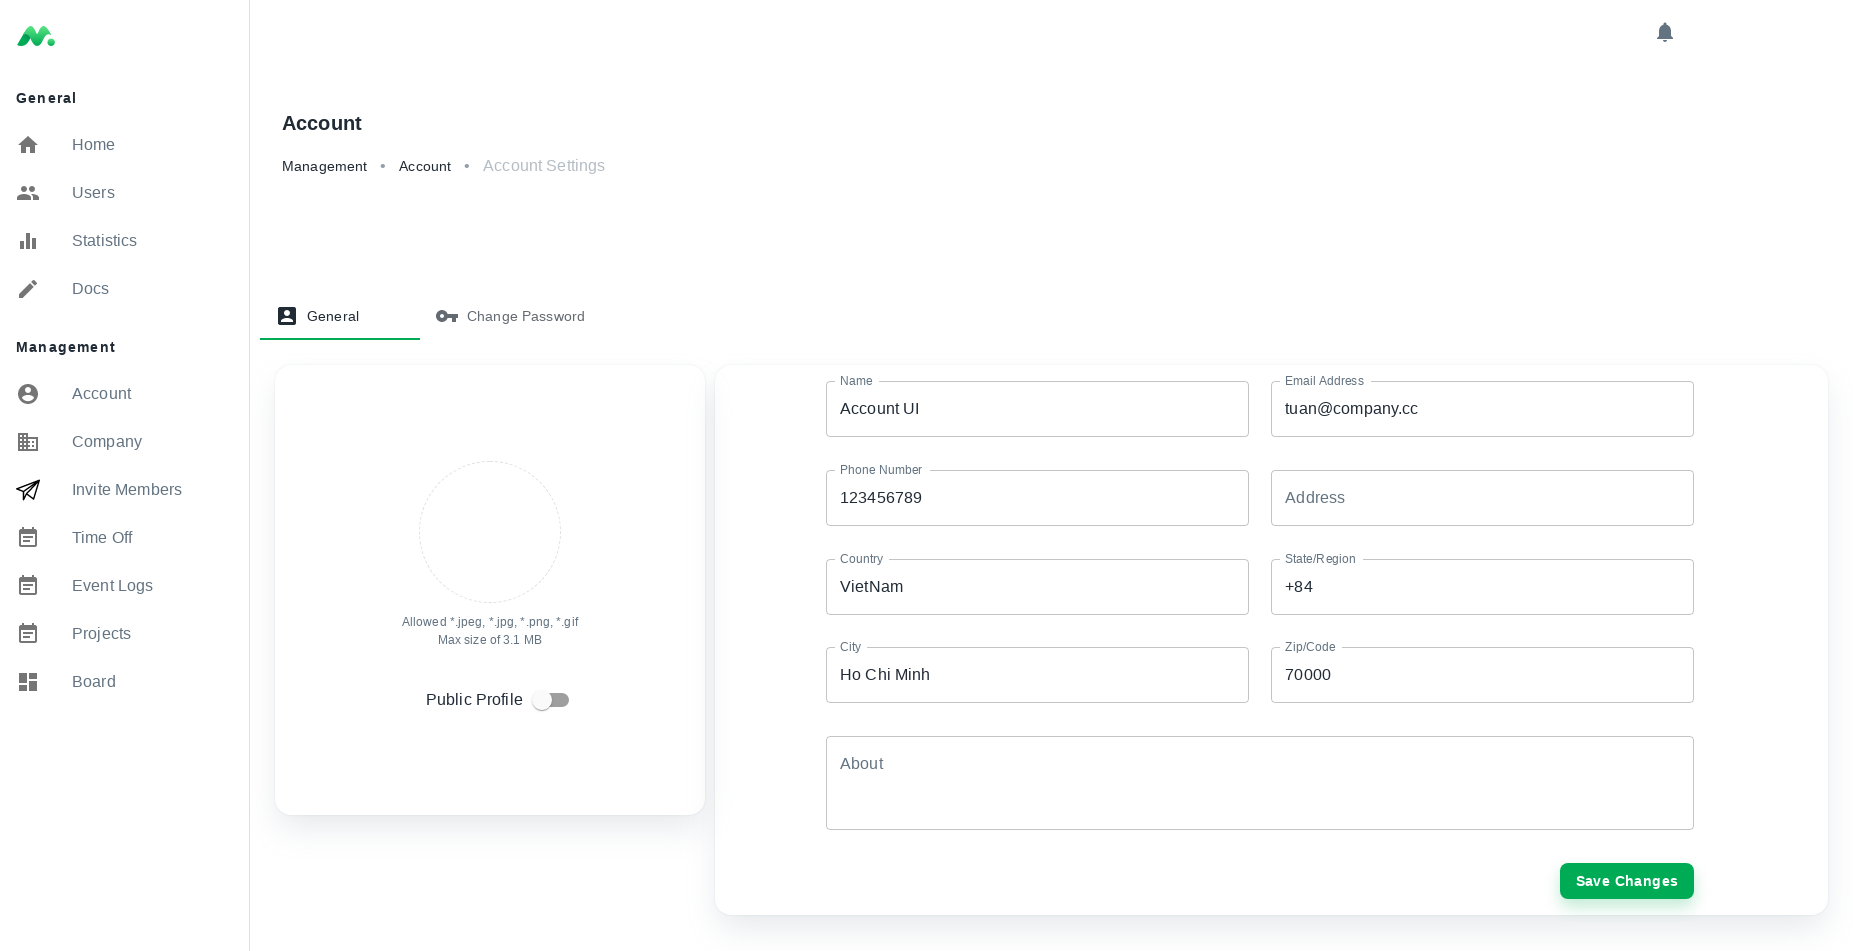 General
Home
Users
Statistics
Docs
Management
Account
Company
Invite Members
Time Off
Event Logs
Projects
Board
Account
Management • Account • Account Settings
General
Change Password
Allowed *.jpeg, *.jpg, *.png, *.gif
Max size of 3.1 MB
Public Profile
Name
Account UI
Email Address
tuan@company.cc
Phone Number
123456789
Address
Country
VietNam
State/Region
+84
City
Ho Chi Minh
Zip/Code
70000
About
Save Changes